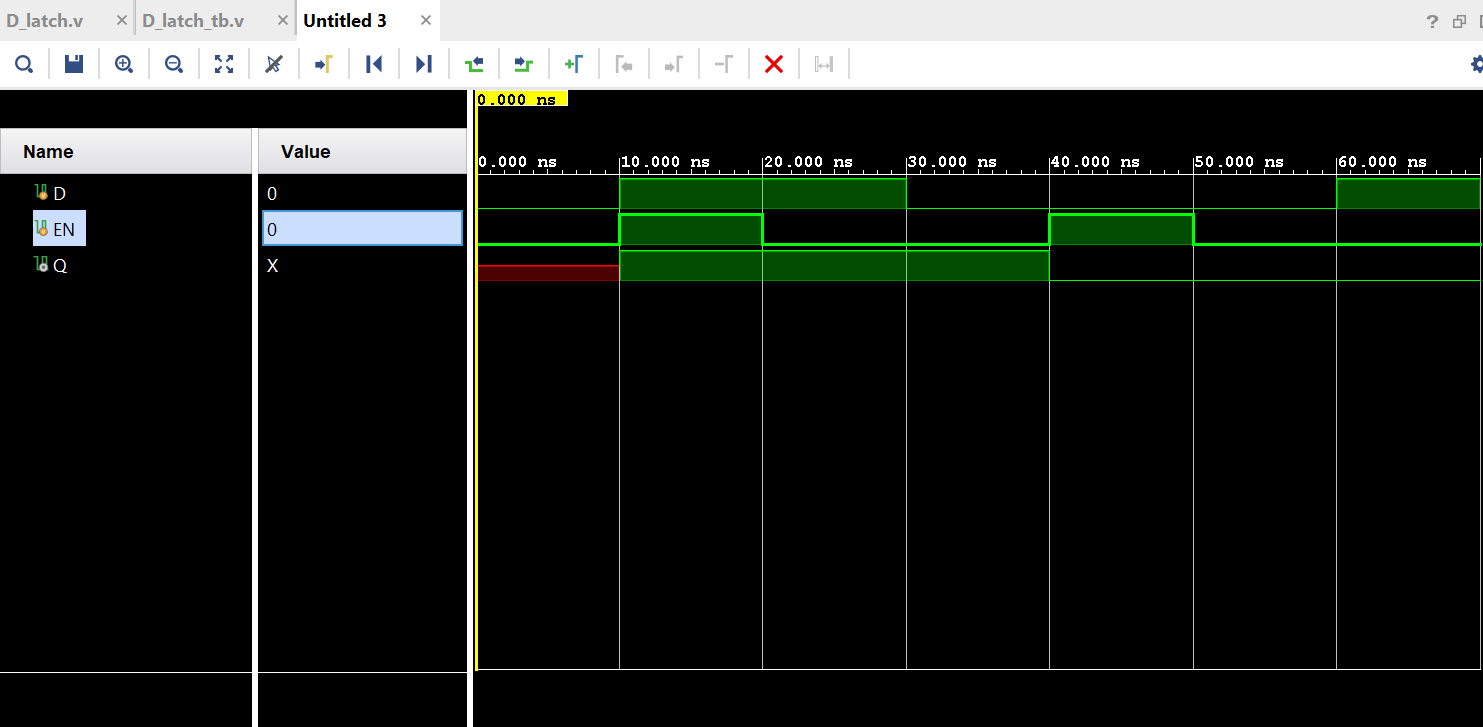 D_latch.v × D_latch_tb.v × Untitled 3 ×
?
0.000 ns
Name Value
0.000 ns 10.000 ns 20.000 ns 30.000 ns 40.000 ns 50.000 ns 60.000 ns
D 0
EN 0
Q X